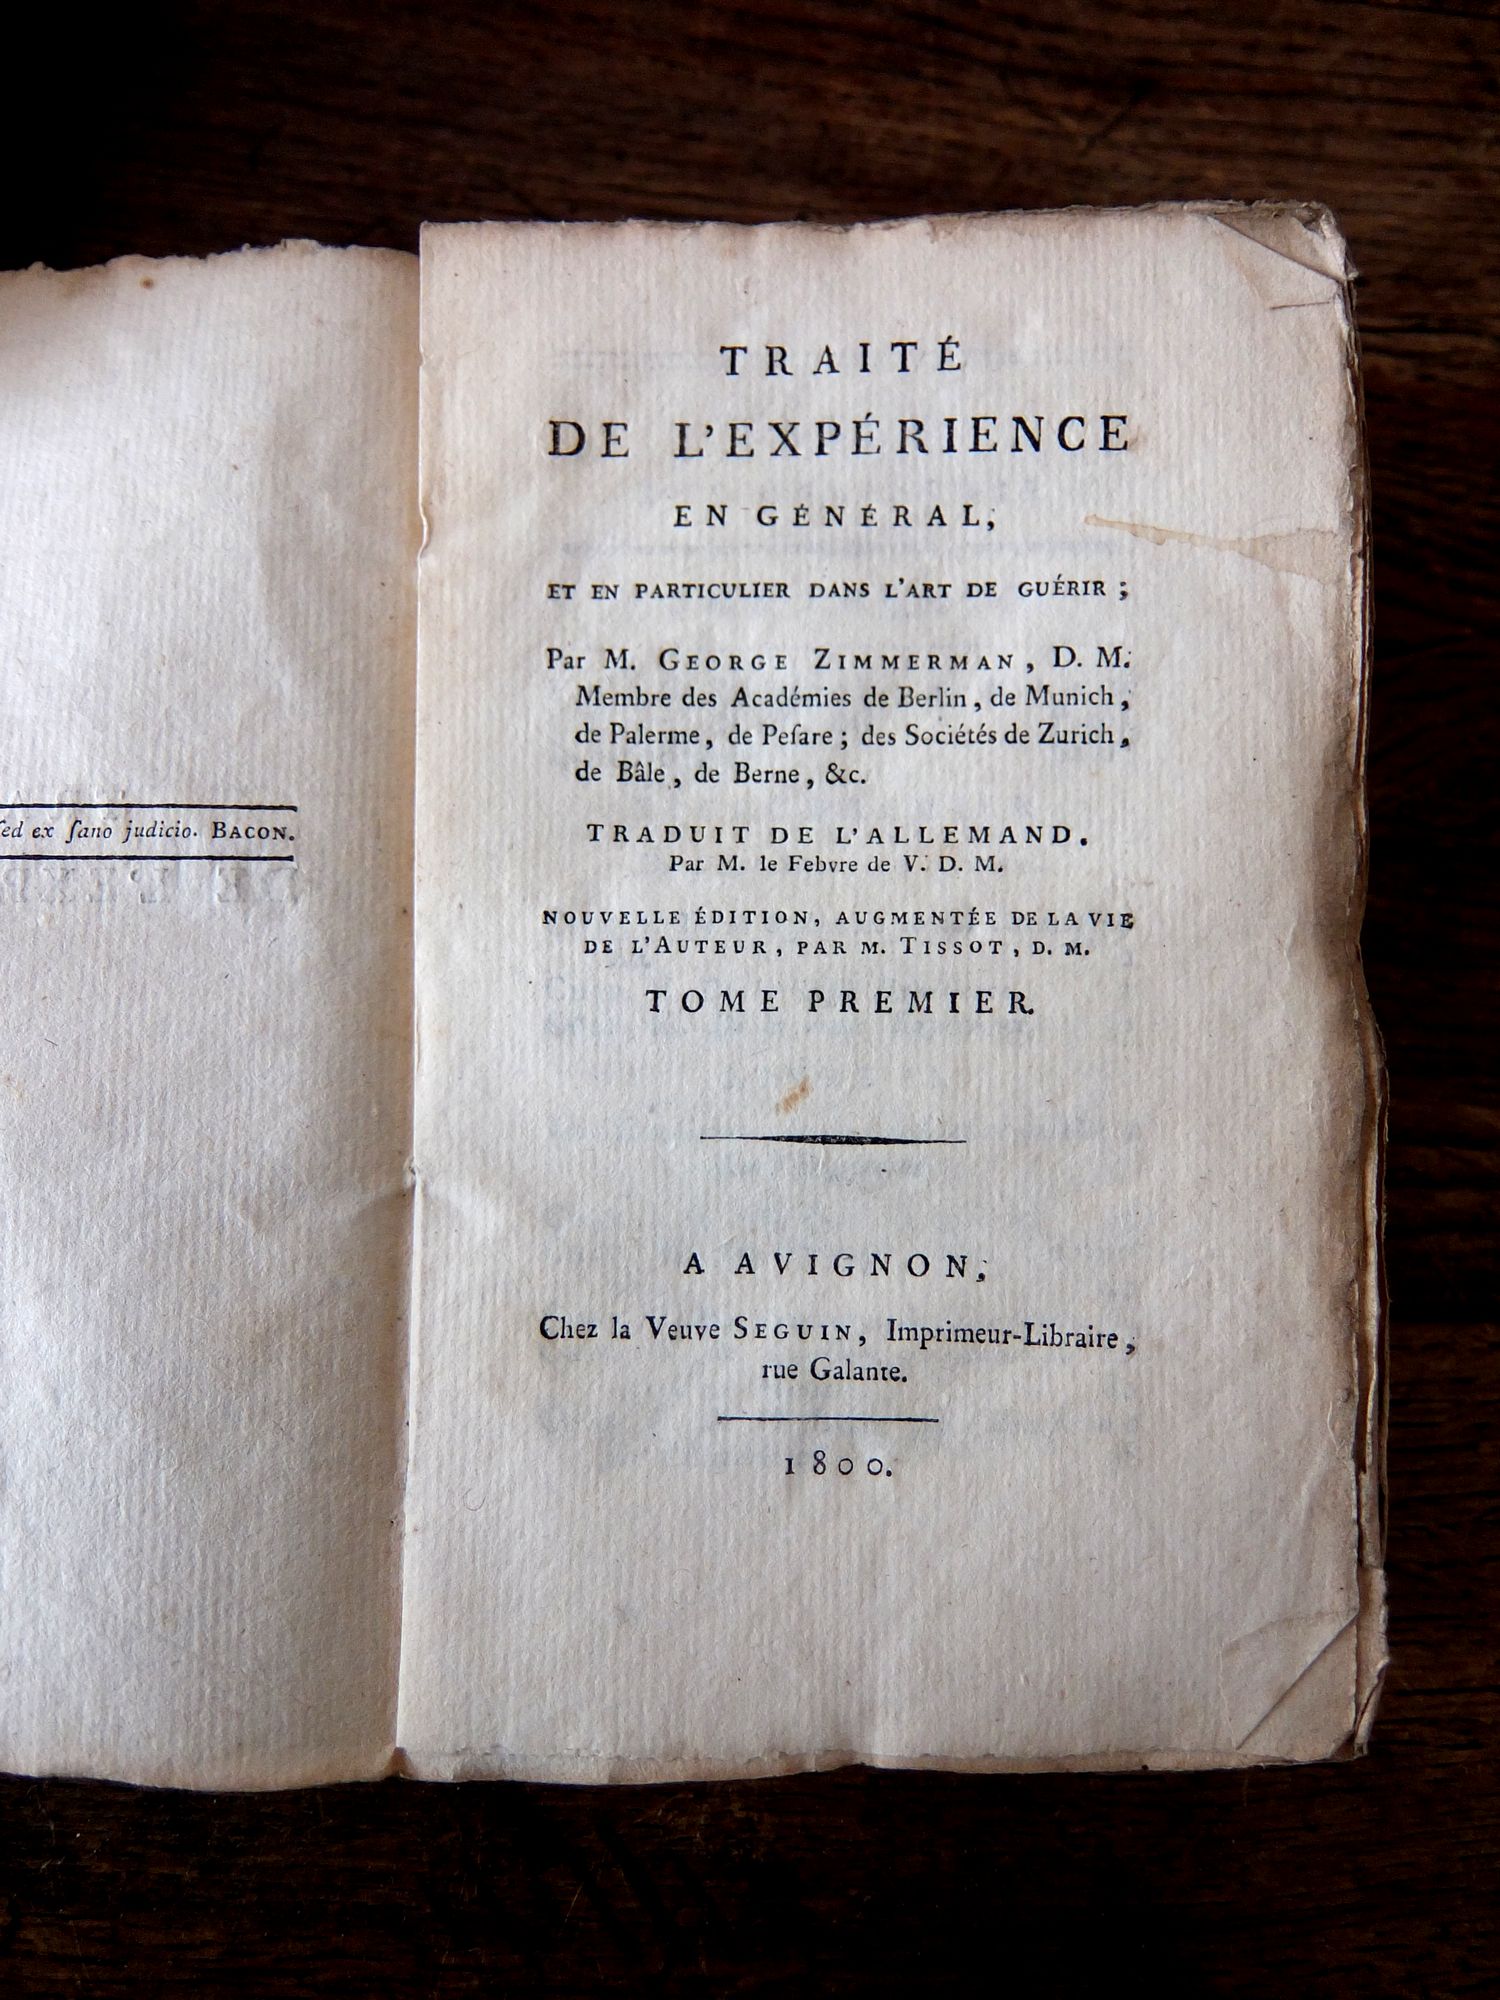 ſed ex ſano judicio. BACON.
TRAITÉ
DE L'EXPÉRIENCE
EN GÉNÉRAL,
ET EN PARTICULIER DANS L'ART DE GUÉRIR ;
Par M. GEORGE ZIMMERMAN, D. M.
Membre des Académies de Berlin, de Munich,
de Palerme, de Peſare ; des Sociétés de Zurich,
de Bâle, de Berne, &c.
TRADUIT DE L'ALLEMAND.
Par M. le Febvre de V. D. M.
NOUVELLE ÉDITION, AUGMENTÉE DE LA VIE
DE L'AUTEUR, PAR M. TISSOT, D. M.
TOME PREMIER.
A AVIGNON,
Chez la Veuve SEGUIN, Imprimeur-Libraire,
rue Galante.
1800.